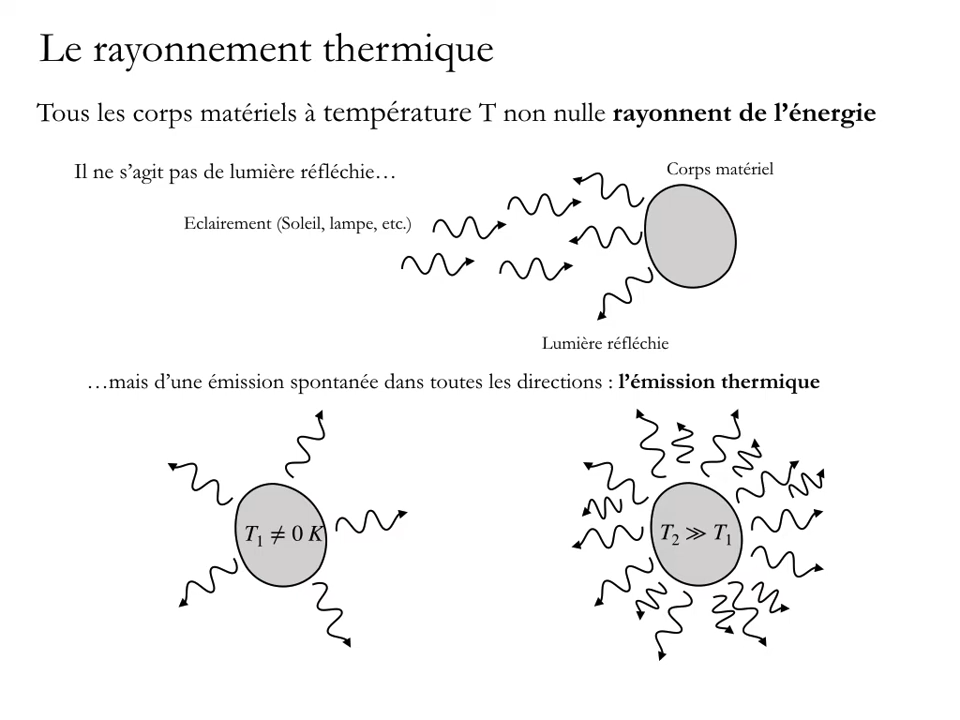 Le rayonnement thermique
Tous les corps matériels à température T non nulle rayonnent de l’énergie
Il ne s’agit pas de lumière réfléchie…
Corps matériel
Eclairement (Soleil, lampe, etc.)
Lumière réfléchie
…mais d’une émission spontanée dans toutes les directions : l’émission thermique
T₁ ≠ 0 K
T₂ ≫ T₁